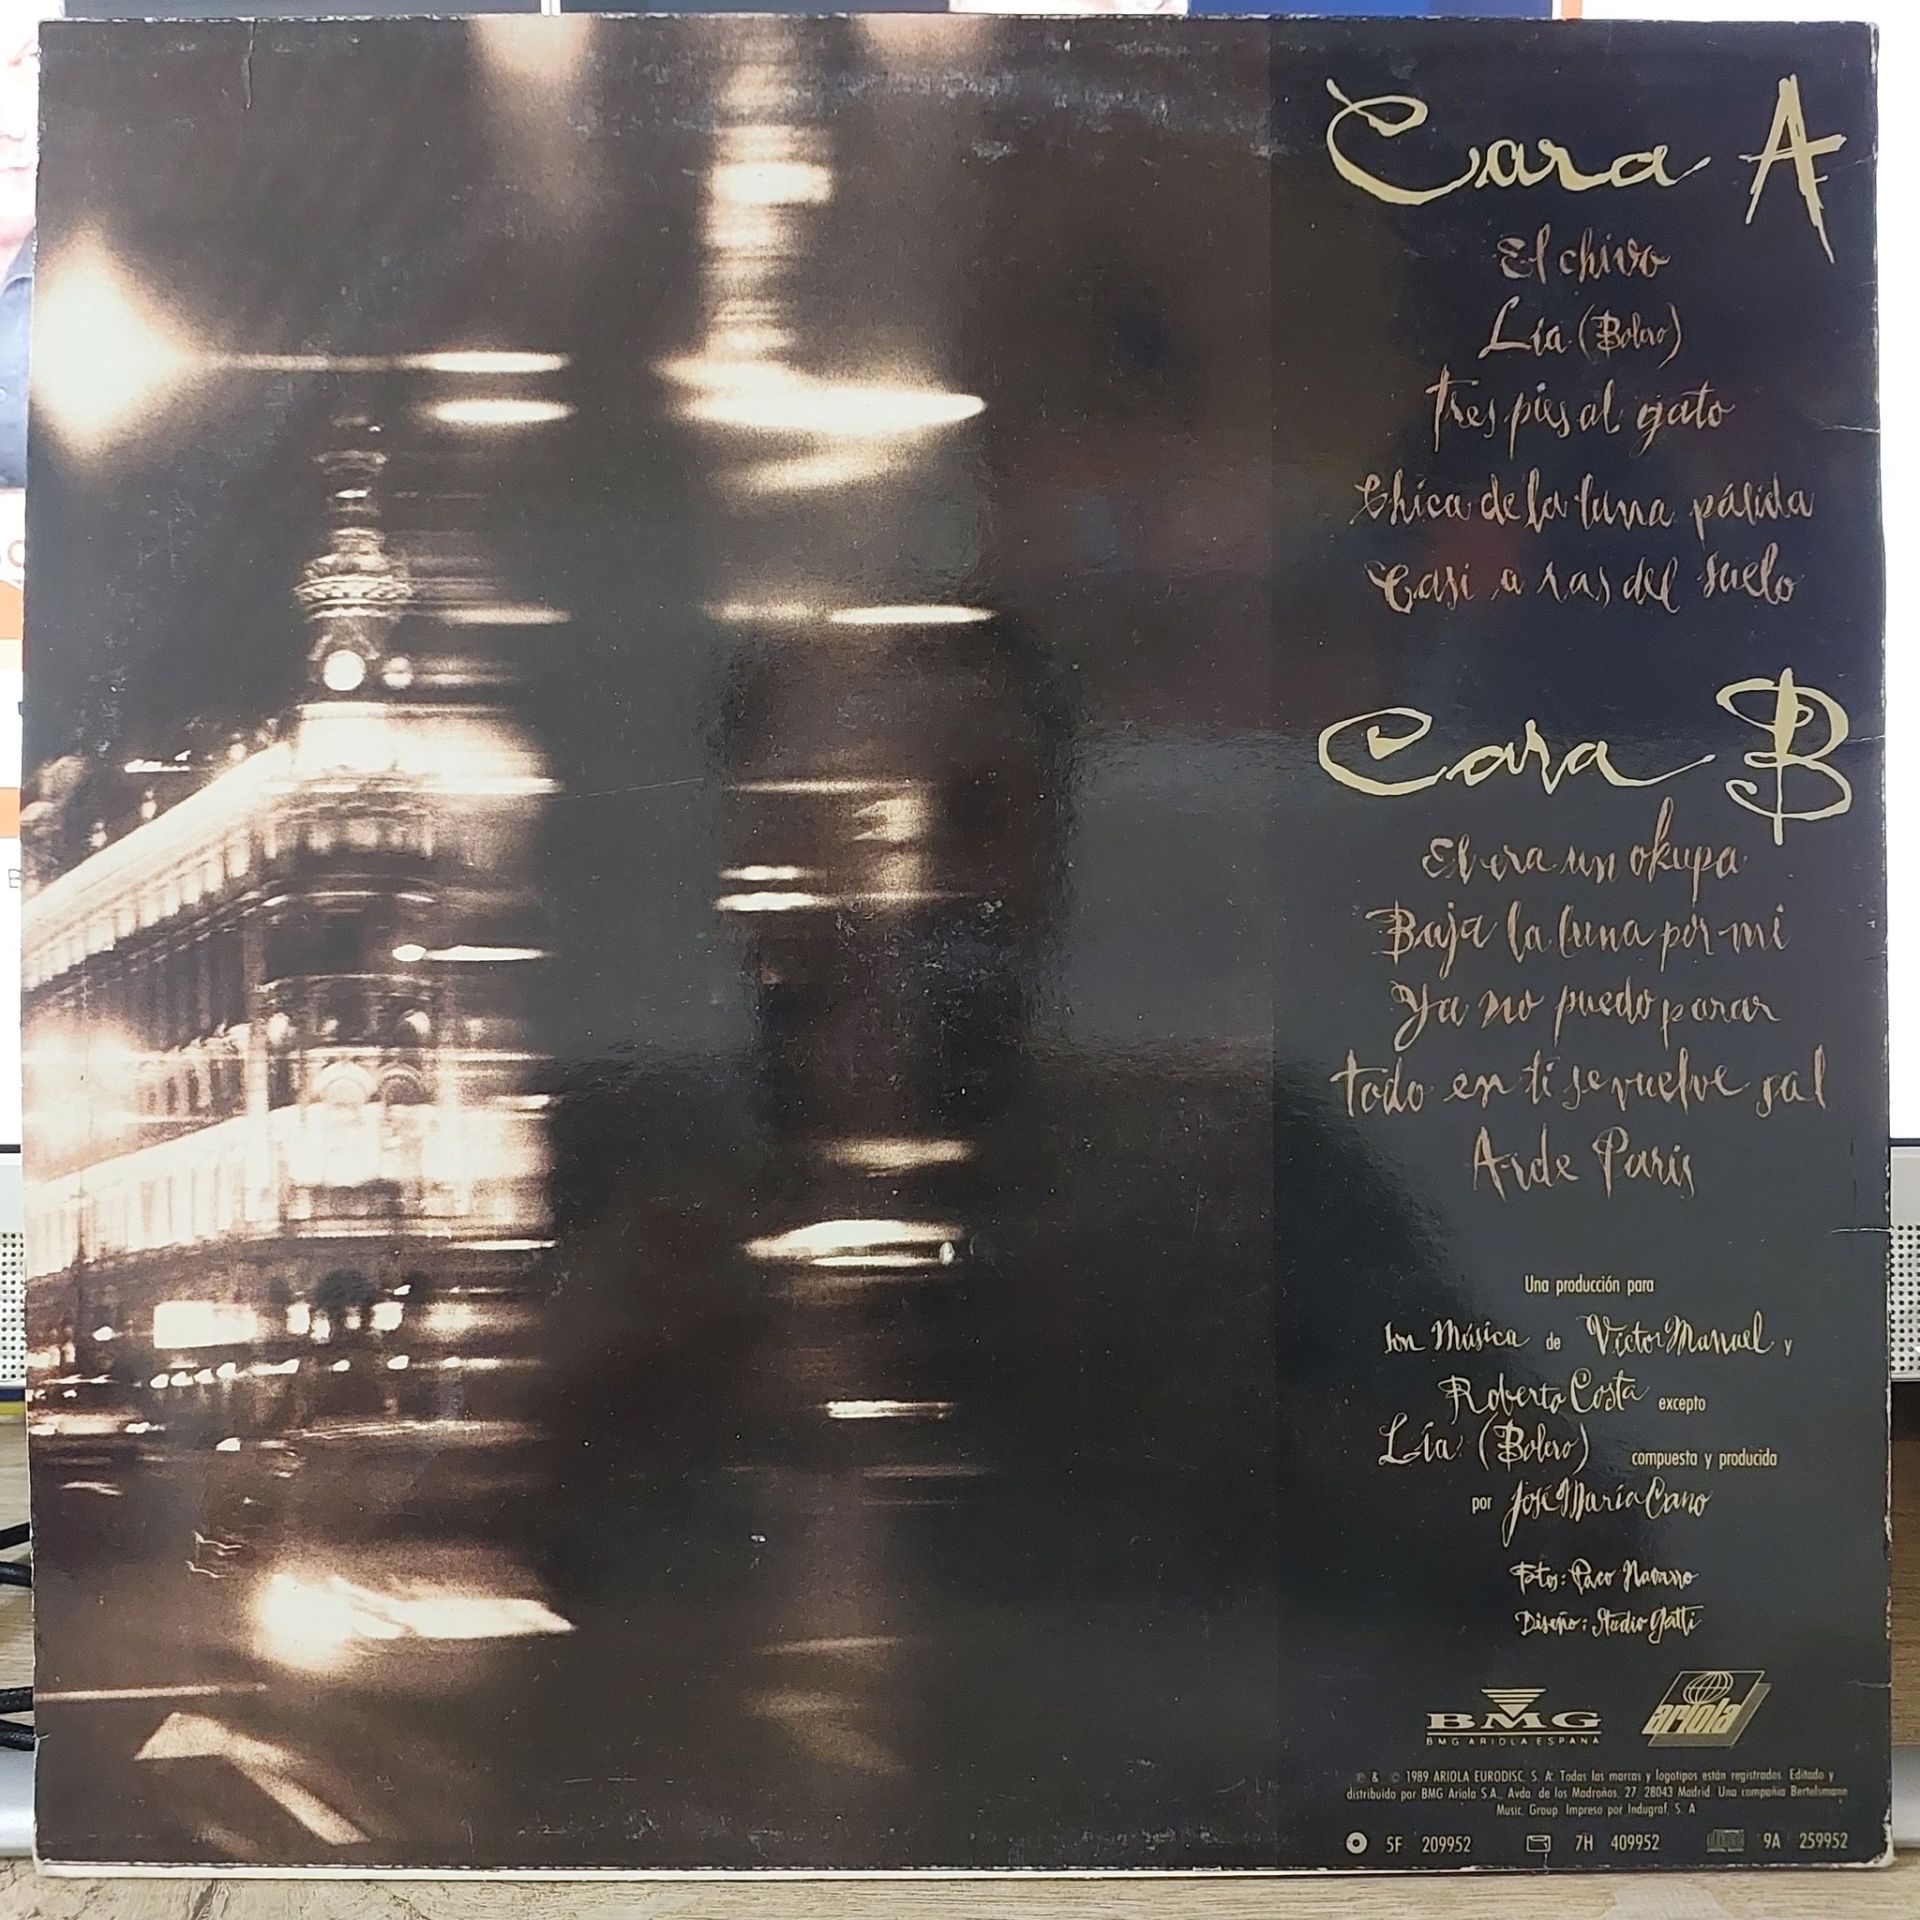 Cara A
El chivo
Lía (Bolero)
Tres pies al gato
Chica de la luna pálida
Casi a ras del suelo
Cara B
El era un okupa
Baja la luna por mi
Ya no puedo parar
Todo en ti se vuelve sal
Arde París
Una producción para
Ion Música de Víctor Manuel y
Roberto Costa excepto
Lía (Bolero) compuesta y producida
por José María Cano
Ftos: Paco Navarro
Diseño: Studio Gatti
BMG
BMG ARIOLA ESPAÑA
ariola
℗ & © 1989 ARIOLA EURODISC, S. A. Todas las marcas y logotipos están registrados. Editado y
distribuido por BMG Ariola S.A., Avda. de los Madroños, 27, 28043 Madrid. Una compañía Bertelsmann
Music. Group. Impreso por Indugraf, S. A.
5F 209952 7H 409952 9A 259952